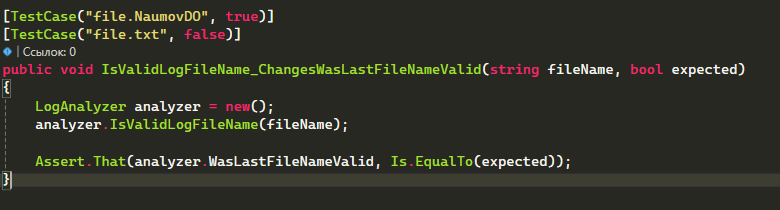 [TestCase("file.NaumovDO", true)]
[TestCase("file.txt", false)]
| Ссылок: 0
public void IsValidLogFileName_ChangesWasLastFileNameValid(string fileName, bool expected)
{
    LogAnalyzer analyzer = new();
    analyzer.IsValidLogFileName(fileName);
    Assert.That(analyzer.WasLastFileNameValid, Is.EqualTo(expected));
}